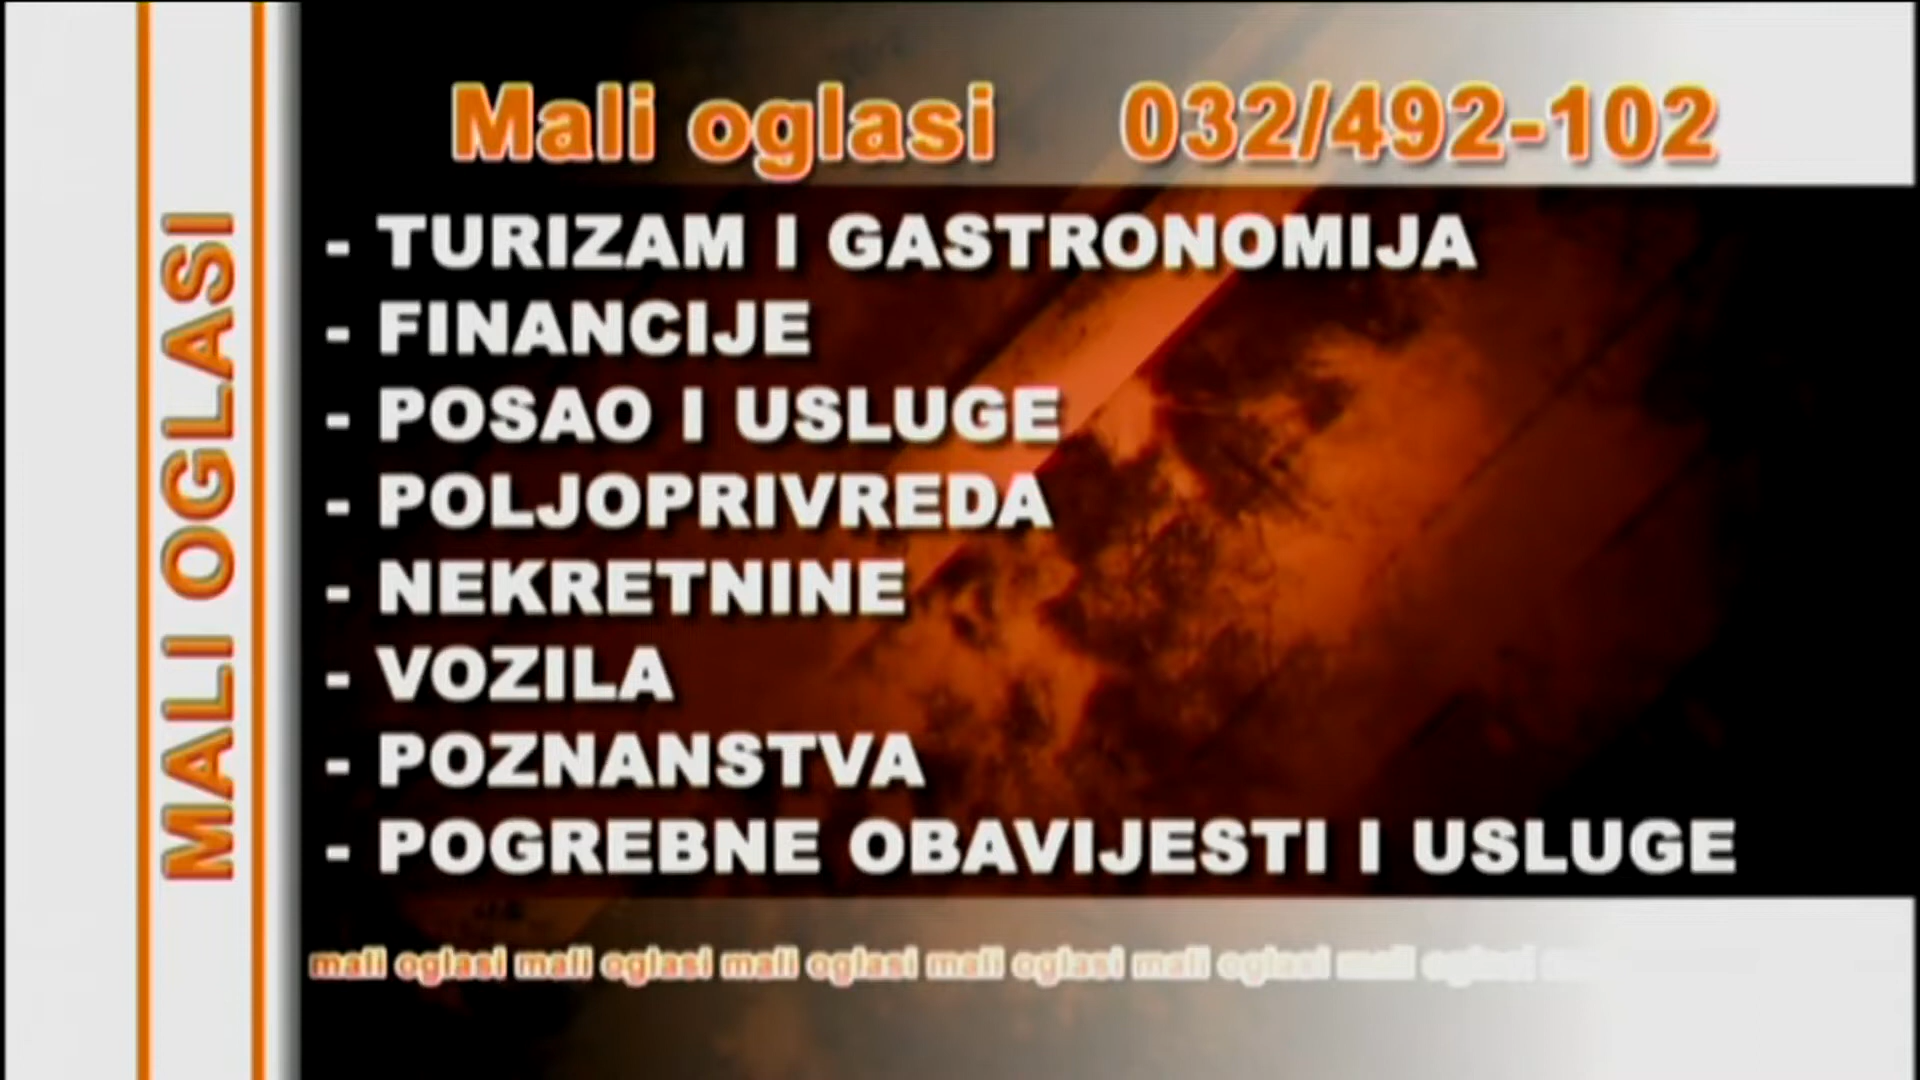 MALI OGLASI
Mali oglasi 032/492-102
- TURIZAM I GASTRONOMIJA
- FINANCIJE
- POSAO I USLUGE
- POLJOPRIVREDA
- NEKRETNINE
- VOZILA
- POZNANSTVA
- POGREBNE OBAVIJESTI I USLUGE
mali oglasi mali oglasi mali oglasi mali oglasi mali oglasi mali oglasi